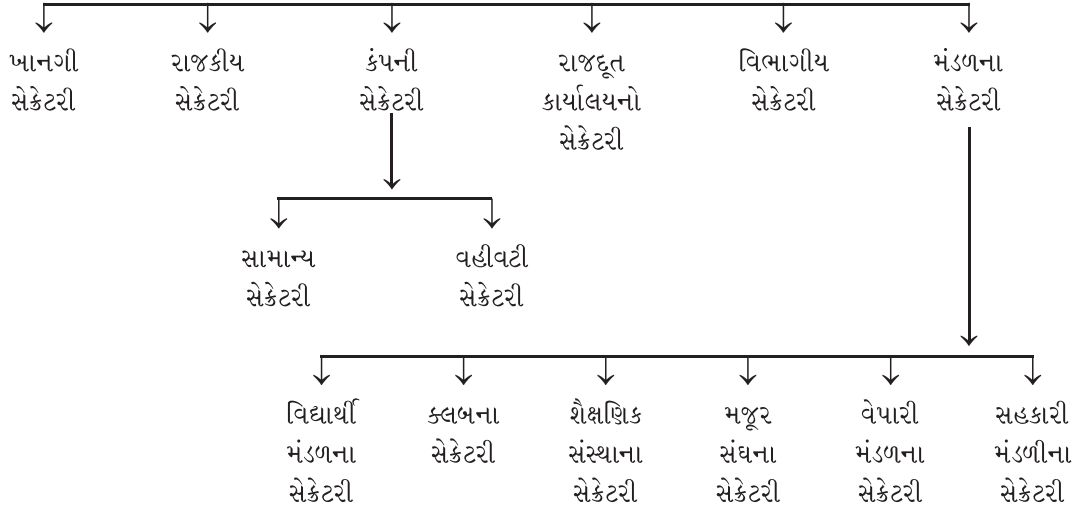 ખાનગી
સેક્રેટરી
રાજકીય
સેક્રેટરી
કંપની
સેક્રેટરી
રાજદૂત
કાર્યાલયનો
સેક્રેટરી
વિભાગીય
સેક્રેટરી
મંડળના
સેક્રેટરી
સામાન્ય
સેક્રેટરી
વહીવટી
સેક્રેટરી
વિદ્યાર્થી
મંડળના
સેક્રેટરી
ક્લબના
સેક્રેટરી
શૈક્ષણિક
સંસ્થાના
સેક્રેટરી
મજૂર
સંઘના
સેક્રેટરી
વેપારી
મંડળના
સેક્રેટરી
સહકારી
મંડળીના
સેક્રેટરી